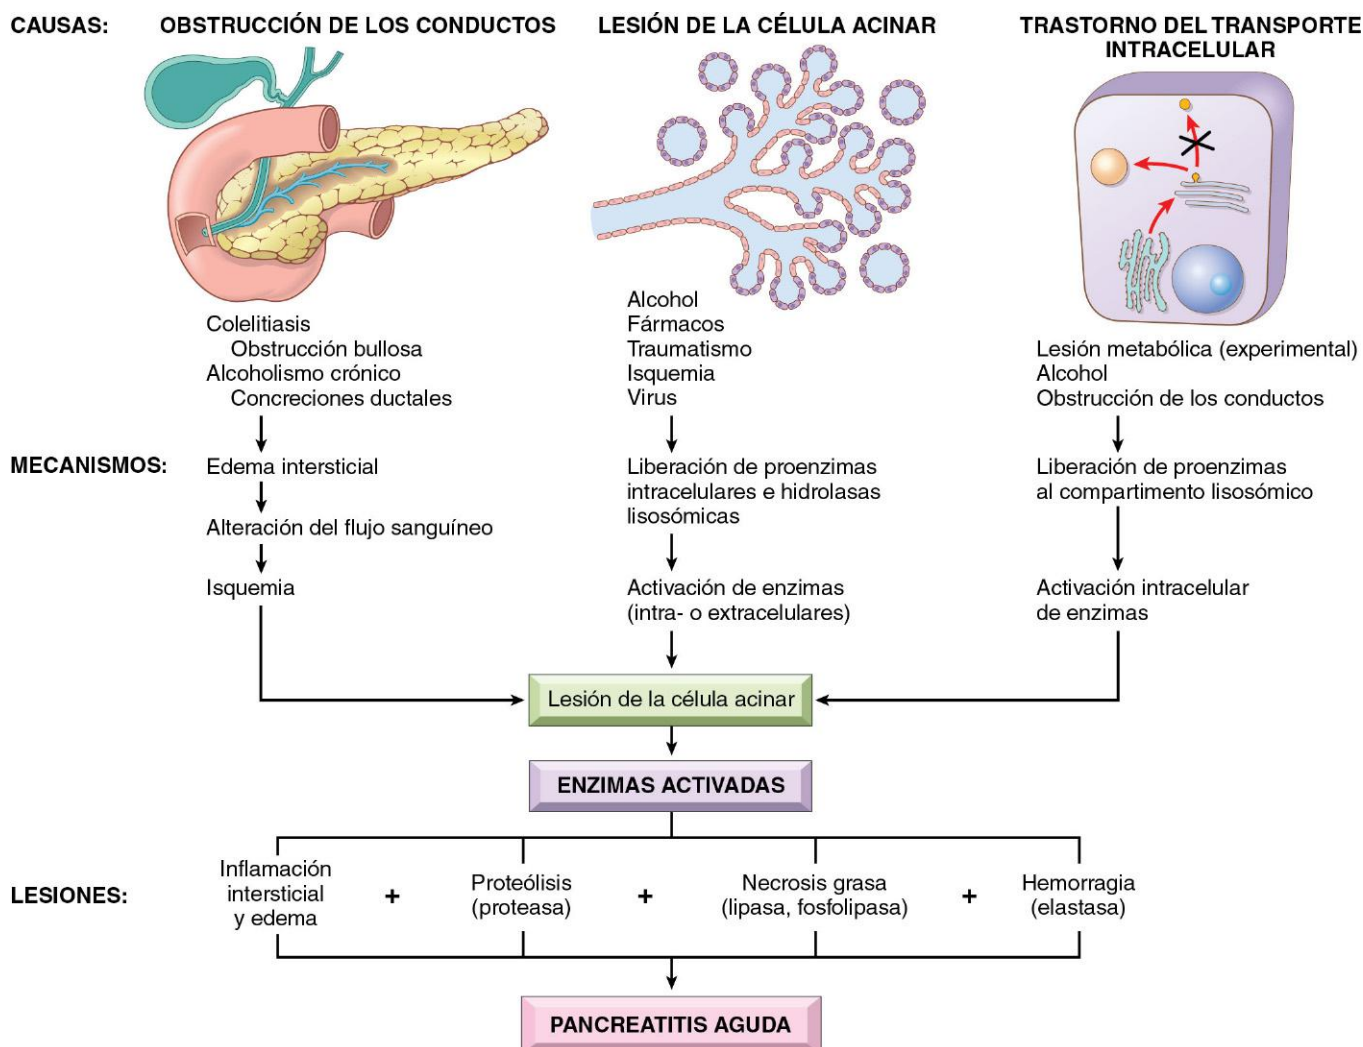 CAUSAS:
OBSTRUCCIÓN DE LOS CONDUCTOS
LESIÓN DE LA CÉLULA ACINAR
TRASTORNO DEL TRANSPORTE
INTRACELULAR
Colelitiasis
Obstrucción bullosa
Alcoholismo crónico
Concreciones ductales
Alcohol
Fármacos
Traumatismo
Isquemia
Virus
Lesión metabólica (experimental)
Alcohol
Obstrucción de los conductos
MECANISMOS:
Edema intersticial
Alteración del flujo sanguíneo
Isquemia
Liberación de proenzimas
intracelulares e hidrolasas
lisosómicas
Activación de enzimas
(intra- o extracelulares)
Liberación de proenzimas
al compartimento lisosómico
Activación intracelular
de enzimas
Lesión de la célula acinar
ENZIMAS ACTIVADAS
LESIONES:
Inflamación
intersticial
y edema
+
Proteólisis
(proteasa)
+
Necrosis grasa
(lipasa, fosfolipasa)
+
Hemorragia
(elastasa)
PANCREATITIS AGUDA